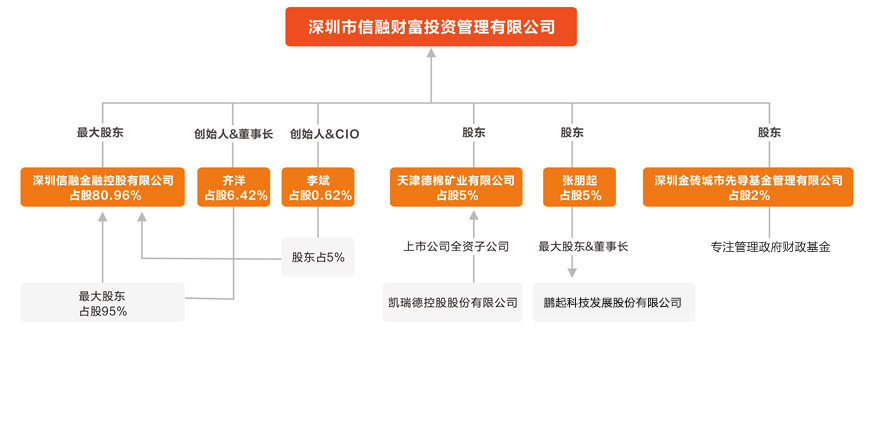 深圳市信融财富投资管理有限公司
最大股东
创始人&董事长
创始人&CIO
股东
股东
股东
深圳信融金融控股有限公司
占股80.96%
齐洋
占股6.42%
李斌
占股0.62%
天津德棉矿业有限公司
占股5%
张朋起
占股5%
深圳金砖城市先导基金管理有限公司
占股2%
股东占5%
上市公司全资子公司
最大股东&董事长
专注管理政府财政基金
最大股东
占股95%
凯瑞德控股股份有限公司
鹏起科技发展股份有限公司